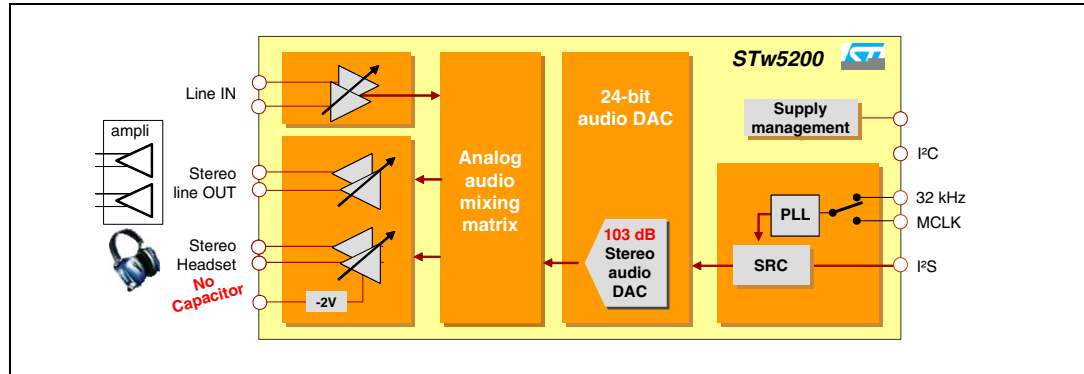 STw5200
ST
Line IN
ampli
Stereo
line OUT
Stereo
Headset
No
Capacitor
-2V
Analog
audio
mixing
matrix
24-bit
audio DAC
103 dB
Stereo
audio
DAC
Supply
management
PLL
SRC
I²C
32 kHz
MCLK
I²S